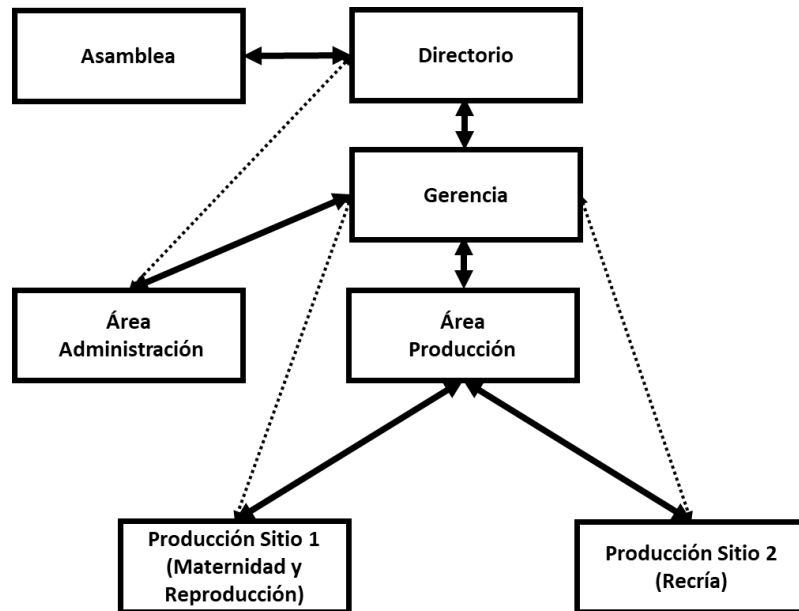 Asamblea
Directorio
Gerencia
Área
Administración
Área
Producción
Producción Sitio 1
(Maternidad y
Reproducción)
Producción Sitio 2
(Recría)